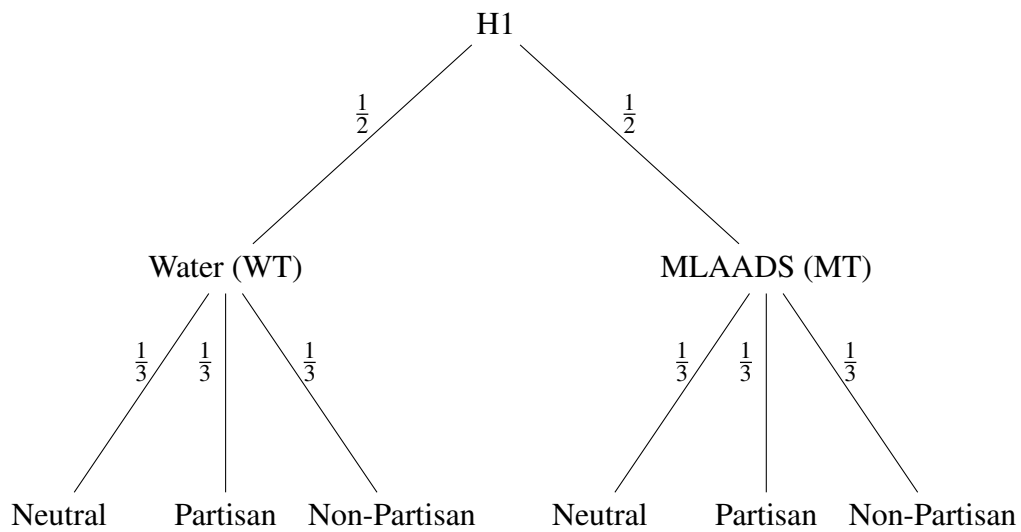 H1
1/2 1/2
Water (WT) MLAADS (MT)
1/3 1/3 1/3 1/3 1/3 1/3
Neutral Partisan Non-Partisan Neutral Partisan Non-Partisan